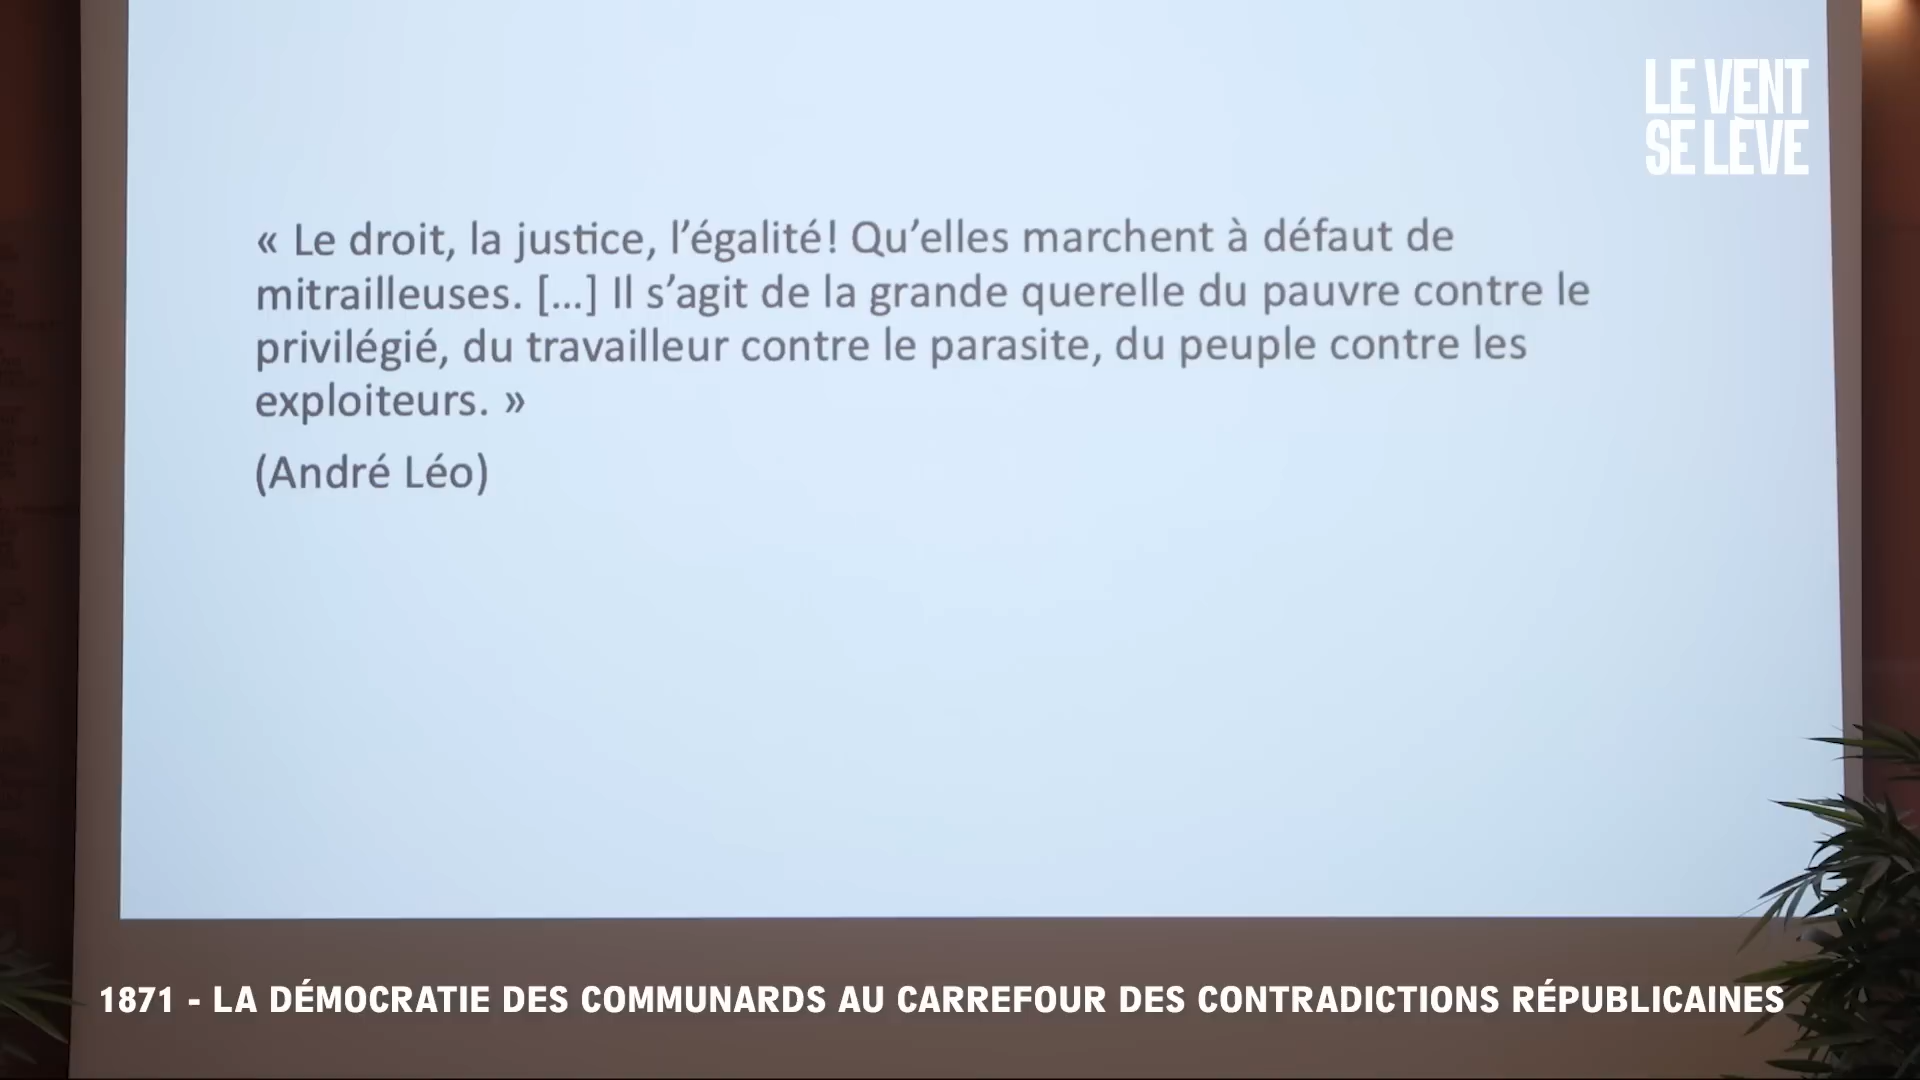 LE VENT
SE LÈVE
« Le droit, la justice, l’égalité! Qu’elles marchent à défaut de
mitrailleuses. [...] Il s’agit de la grande querelle du pauvre contre le
privilégié, du travailleur contre le parasite, du peuple contre les
exploiteurs. »
(André Léo)
1871 - LA DÉMOCRATIE DES COMMUNARDS AU CARREFOUR DES CONTRADICTIONS RÉPUBLICAINES